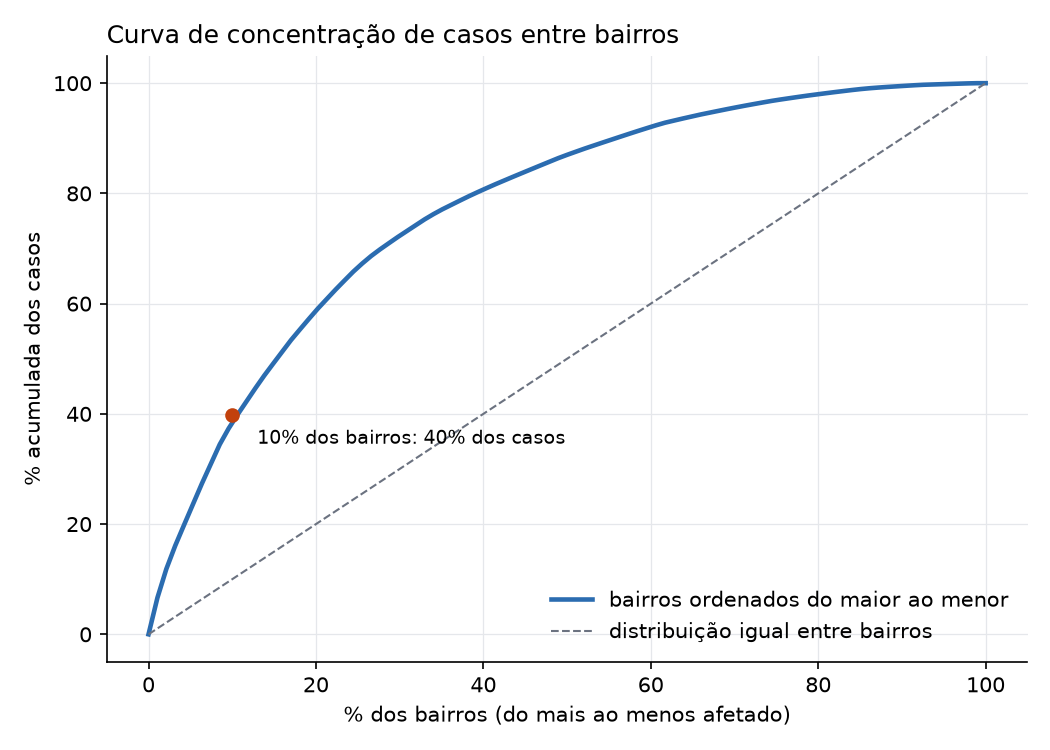 Curva de concentração de casos entre bairros
% acumulada dos casos
100
80
60
40
20
0
10% dos bairros: 40% dos casos
bairros ordenados do maior ao menor
distribuição igual entre bairros
0 20 40 60 80 100
% dos bairros (do mais ao menos afetado)